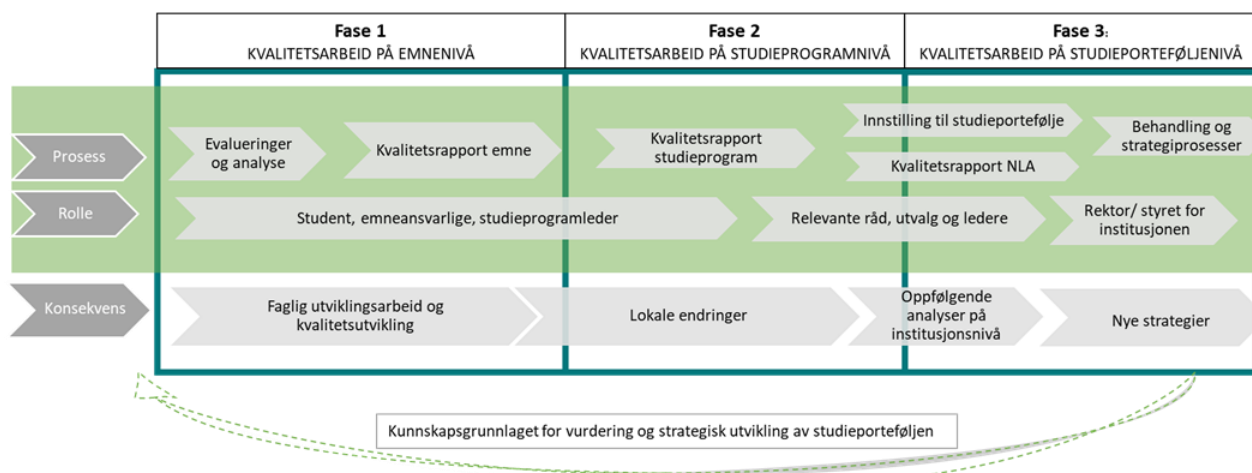 Fase 1
KVALITETSARBEID PÅ EMNENIVÅ
Fase 2
KVALITETSARBEID PÅ STUDIEPROGRAMNIVÅ
Fase 3:
KVALITETSARBEID PÅ STUDIEPORTEFØLJENIVÅ
Prosess
Evalueringer
og analyse
Kvalitetsrapport emne
Kvalitetsrapport
studieprogram
Innstilling til studieportefølje
Kvalitetsrapport NLA
Behandling og
strategiprosesser
Rolle
Student, emneansvarlige, studieprogramleder
Relevante råd, utvalg og ledere
Rektor/ styret for
institusjonen
Konsekvens
Faglig utviklingsarbeid og
kvalitetsutvikling
Lokale endringer
Oppfølgende
analyser på
institusjonsnivå
Nye strategier
Kunnskapsgrunnlaget for vurdering og strategisk utvikling av studieporteføljen